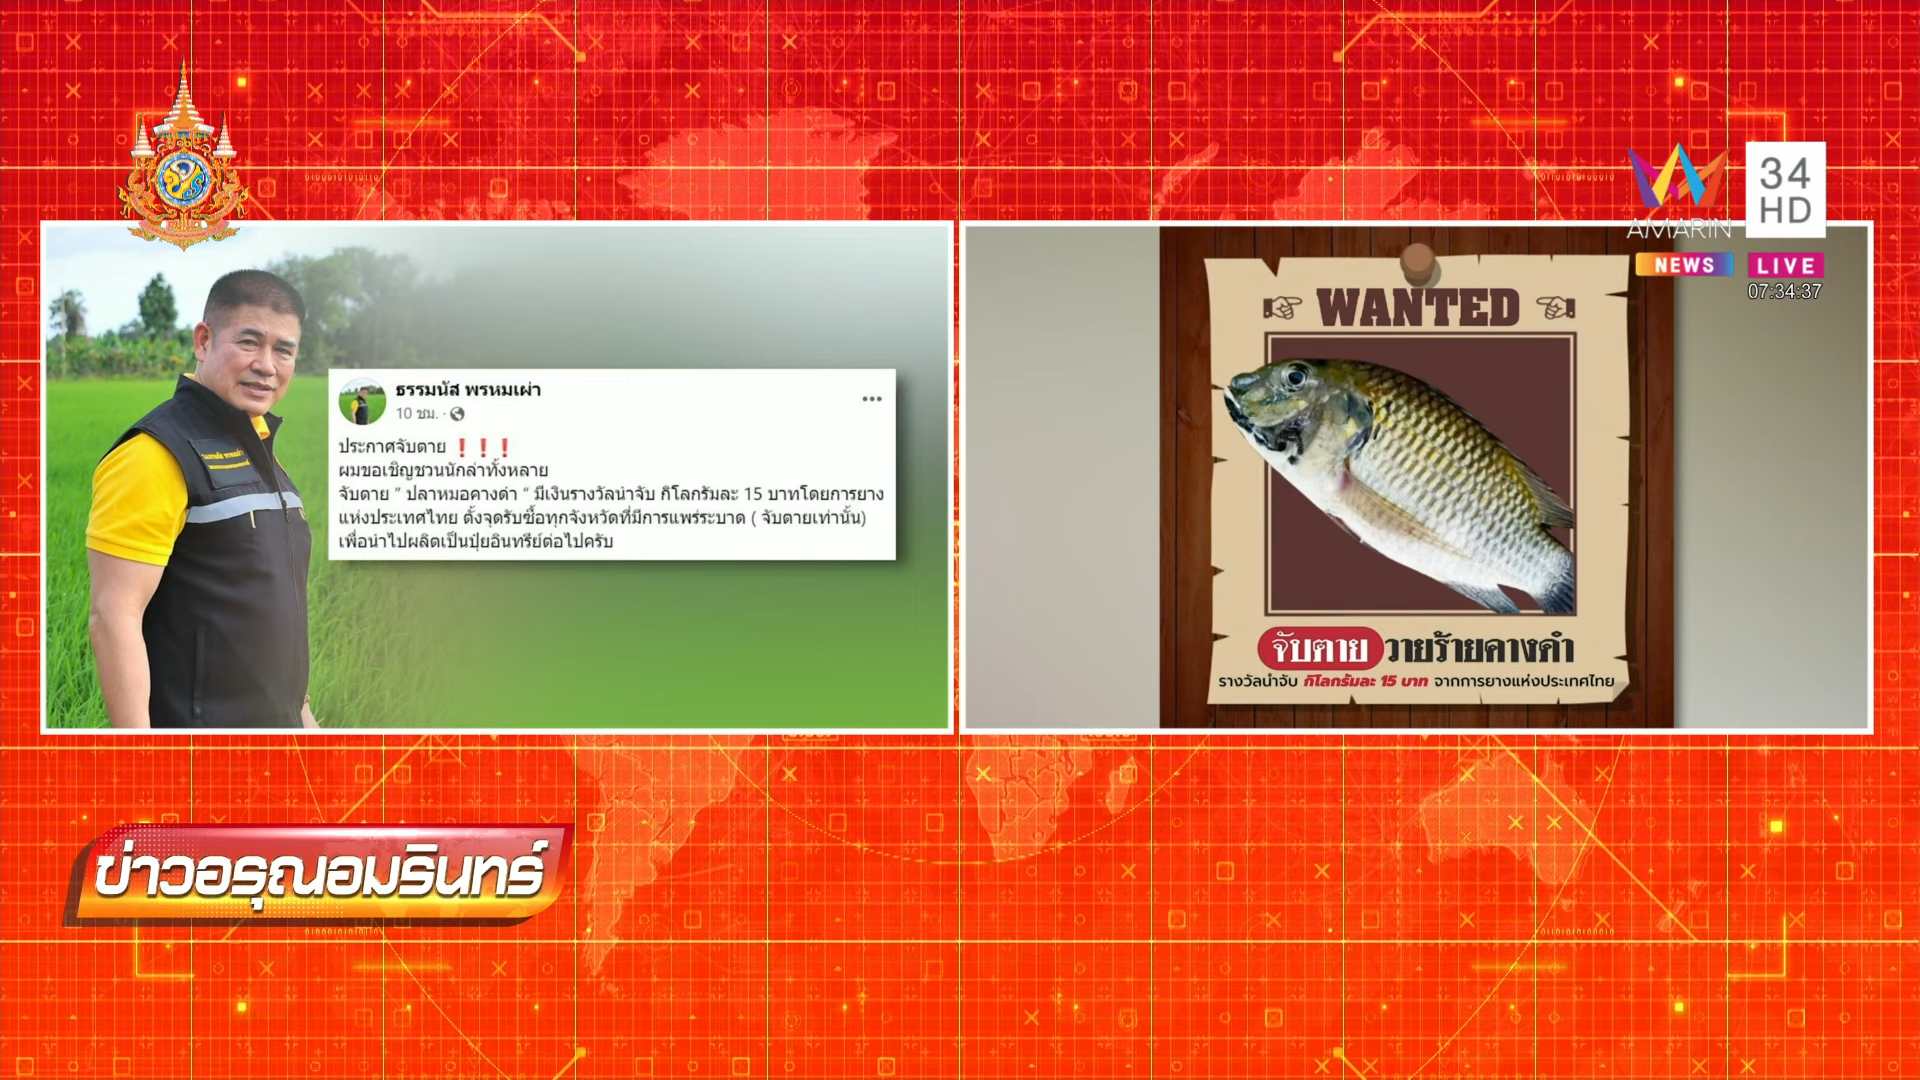 AMARIN
34
HD
NEWS
LIVE
07:34:37
ธรรมนัส พรหมเผ่า
10 ชม.
ประกาศจับตาย ❗❗❗
ผมขอเชิญชวนนักล่าทั้งหลาย
จับตาย " ปลาหมอคางดำ " มีเงินรางวัลนำจับ กิโลกรัมละ 15 บาทโดยการยาง
แห่งประเทศไทย ตั้งจุดรับซื้อทุกจังหวัดที่มีการแพร่ระบาด ( จับตายเท่านั้น)
เพื่อนำไปผลิตเป็นปุ๋ยอินทรีย์ต่อไปครับ
WANTED
จับตาย วายร้ายคางดำ
รางวัลนำจับ กิโลกรัมละ 15 บาท จากการยางแห่งประเทศไทย
ข่าวอรุณอมรินทร์